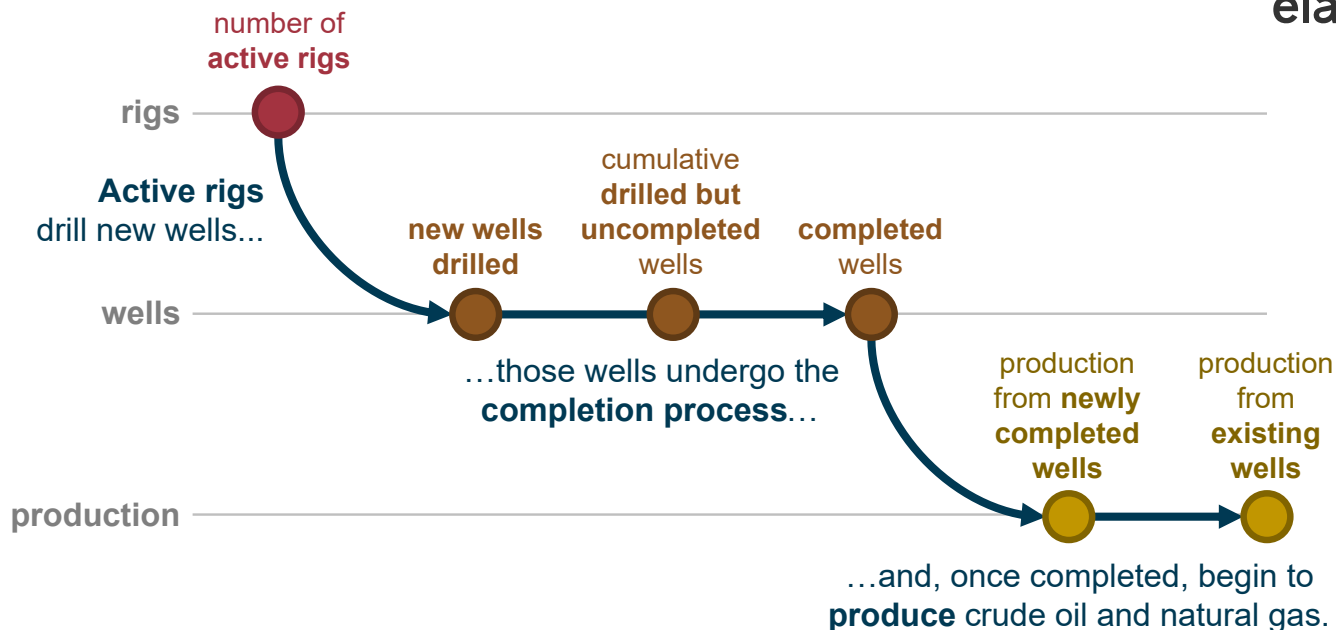 eia
number of
active rigs
rigs
Active rigs
drill new wells...
cumulative
drilled but
uncompleted
wells
new wells
drilled
completed
wells
wells
…those wells undergo the
completion process…
production
from newly
completed
wells
production
from
existing
wells
production
…and, once completed, begin to
produce crude oil and natural gas.